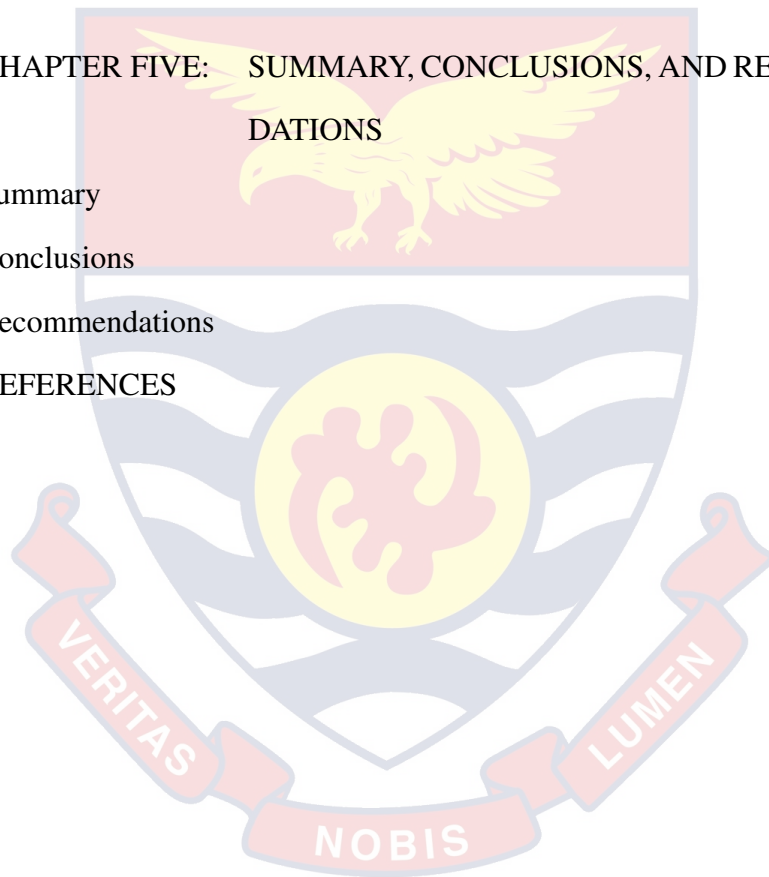 HAPTER FIVE: SUMMARY, CONCLUSIONS, AND RE
DATIONS
ummary
onclusions
ecommendations
EFERENCES
VERITAS
NOBIS
LUMEN